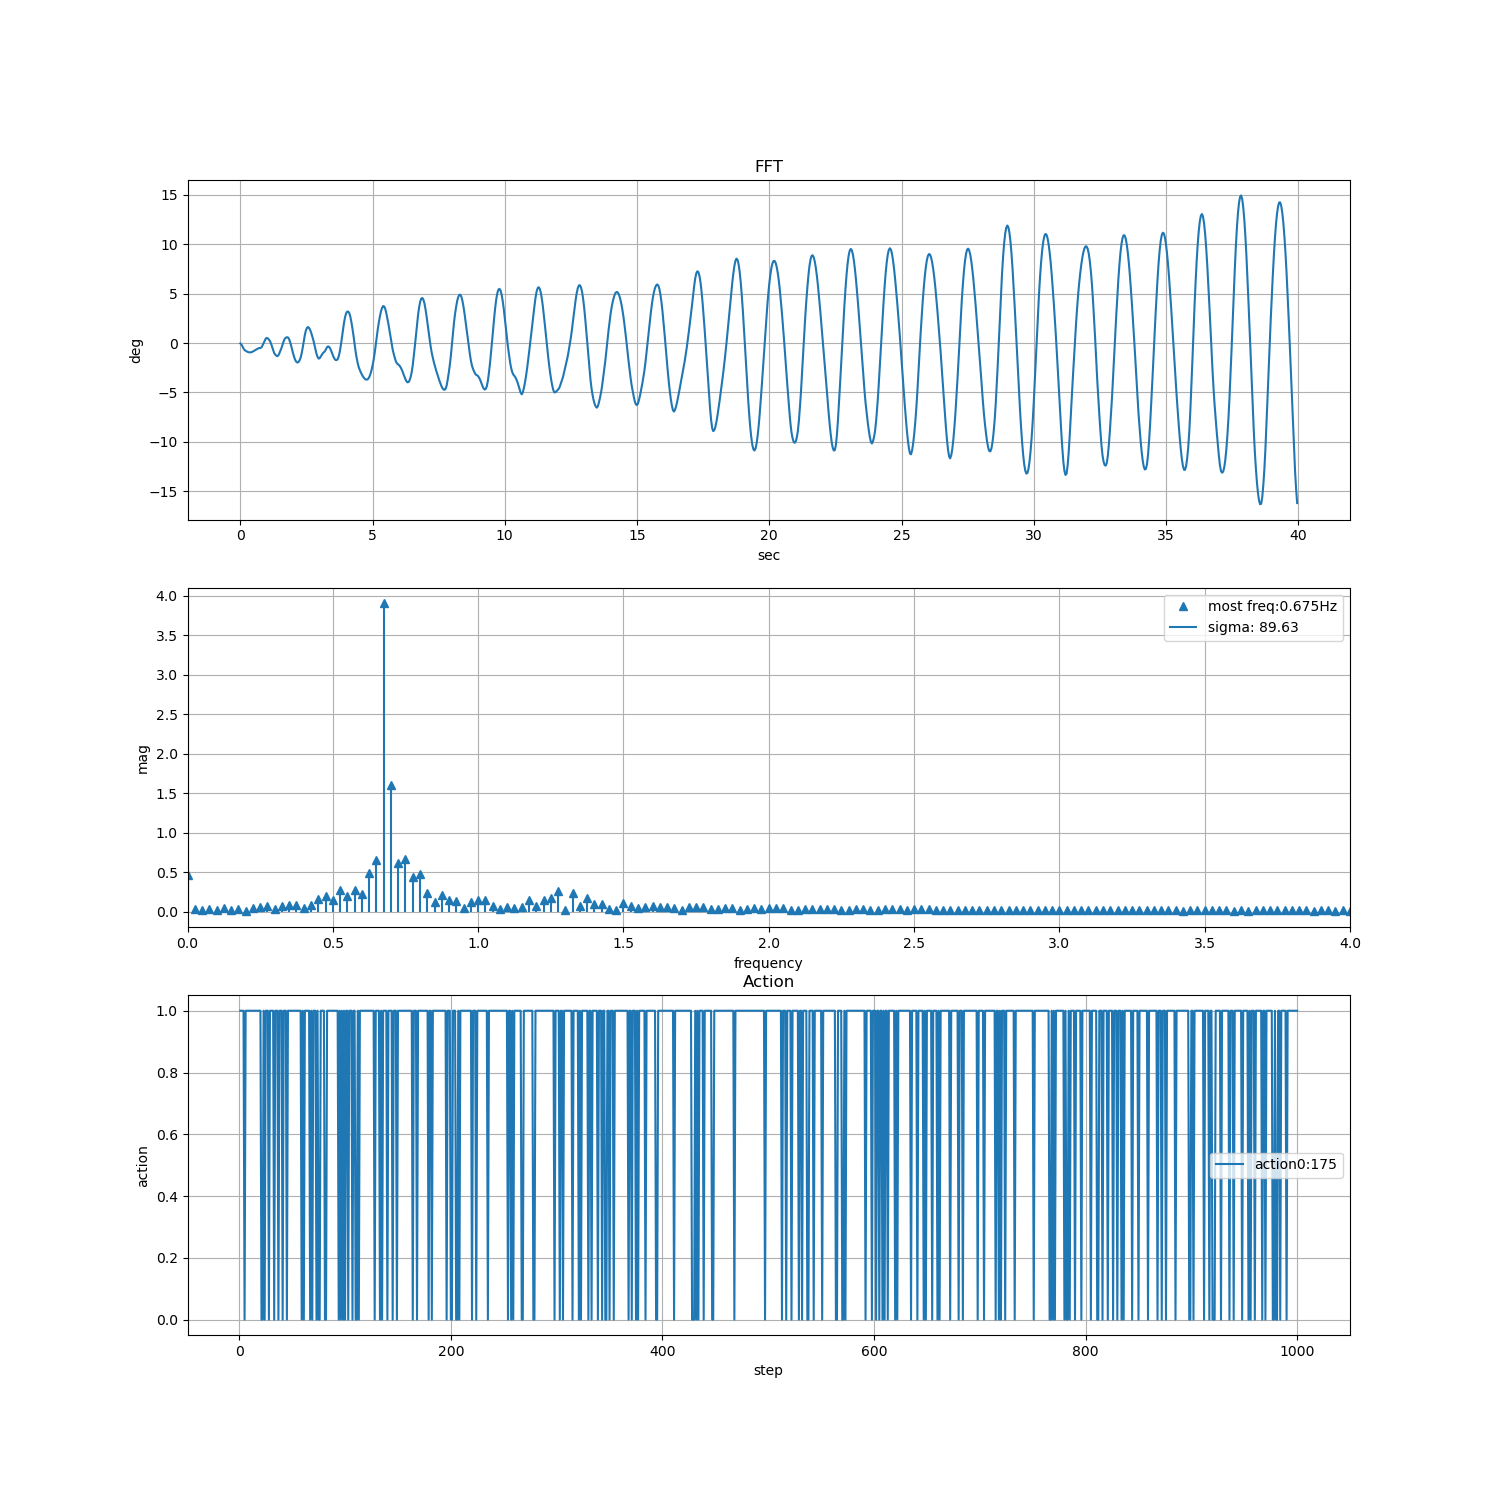 FFT
15
10
5
0
−5
−10
−15
deg
0 5 10 15 20 25 30 35 40
sec
4.0
3.5
3.0
2.5
2.0
1.5
1.0
0.5
0.0
mag
most freq:0.675Hz
sigma: 89.63
0.0 0.5 1.0 1.5 2.0 2.5 3.0 3.5 4.0
frequency
Action
1.0
0.8
0.6
0.4
0.2
0.0
action
action0:175
0 200 400 600 800 1000
step